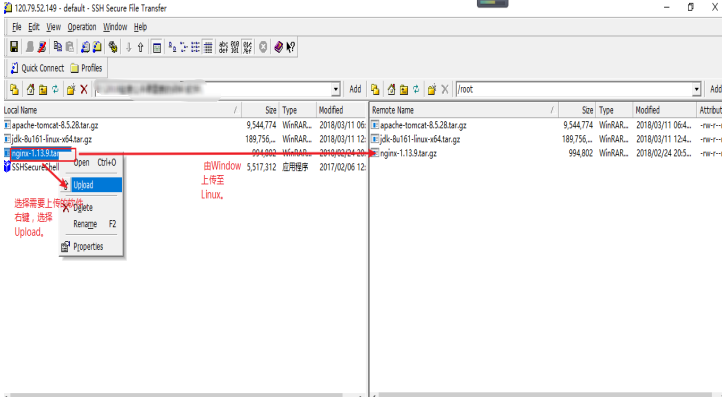 120.79.52.149 - default - SSH Secure File Transfer
File Edit View Operation Window Help
Quick Connect Profiles
Add /root Add
Local Name / Size Type Modified Remote Name / Size Type Modified Attribut
apache-tomcat-8.5.28.tar.gz 9,544,774 WinRAR... 2018/03/11 06: apache-tomcat-8.5.28.tar.gz 9,544,774 WinRAR... 2018/03/11 06:4... -rw-r--r
jdk-8u161-linux-x64.tar.gz 189,756,... WinRAR... 2018/03/11 12: jdk-8u161-linux-x64.tar.gz 189,756,... WinRAR... 2018/03/11 12:4... -rw-r--r
nginx-1.13.9.tar 994,802 WinRAR... 2018/02/24 20: nginx-1.13.9.tar.gz 994,802 WinRAR... 2018/02/24 20:5... -rw-r--r
SSHSecureShell 5,517,312 应用程序 2017/02/06 12:
Open Ctrl+O
Upload
Delete
Rename F2
Properties
由Window
上传至
Linux。
选择需要上传的软件
右键，选择
Upload。